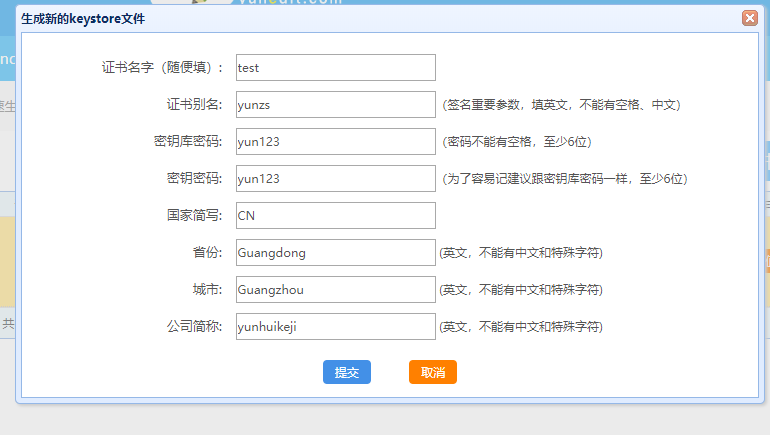 yunedit.com
生成新的keystore文件
证书名字（随便填）: test
证书别名: yunzs (签名重要参数，填英文，不能有空格、中文)
密钥库密码: yun123 (密码不能有空格，至少6位)
密钥密码: yun123 (为了容易记建议跟密钥库密码一样，至少6位)
国家简写: CN
省份: Guangdong (英文，不能有中文和特殊字符)
城市: Guangzhou (英文，不能有中文和特殊字符)
公司简称: yunhuikeji (英文，不能有中文和特殊字符)
提交 取消
共